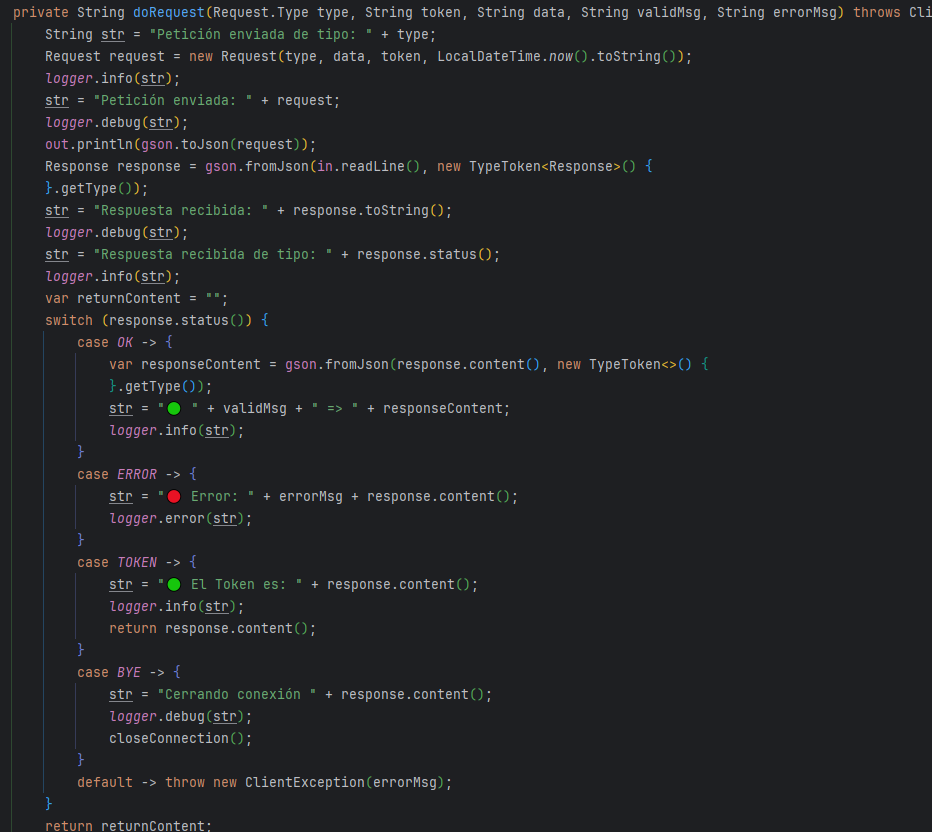 private String doRequest(Request.Type type, String token, String data, String validMsg, String errorMsg) throws Cli
String str = "Petición enviada de tipo: " + type;
Request request = new Request(type, data, token, LocalDateTime.now().toString());
logger.info(str);
str = "Petición enviada: " + request;
logger.debug(str);
out.println(gson.toJson(request));
Response response = gson.fromJson(in.readLine(), new TypeToken<Response>() {
}.getType());
str = "Respuesta recibida: " + response.toString();
logger.debug(str);
str = "Respuesta recibida de tipo: " + response.status();
logger.info(str);
var returnContent = "";
switch (response.status()) {
case OK -> {
var responseContent = gson.fromJson(response.content(), new TypeToken<>() {
}.getType());
str = "🟢 " + validMsg + " => " + responseContent;
logger.info(str);
}
case ERROR -> {
str = "🔴 Error: " + errorMsg + response.content();
logger.error(str);
}
case TOKEN -> {
str = "🟢 El Token es: " + response.content();
logger.info(str);
return response.content();
}
case BYE -> {
str = "Cerrando conexión " + response.content();
logger.debug(str);
closeConnection();
}
default -> throw new ClientException(errorMsg);
}
return returnContent;